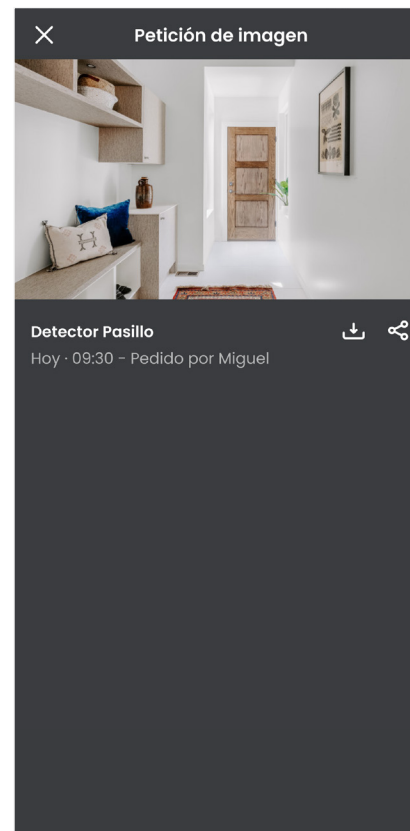 Petición de imagen
Detector Pasillo
Hoy · 09:30 - Pedido por Miguel